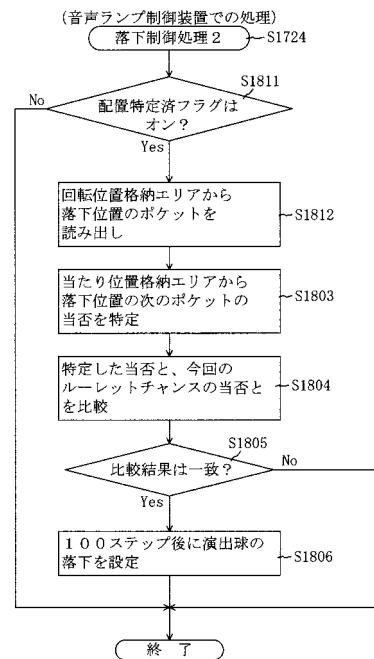 (音声ランプ制御装置での処理)
落下制御処理2
S1724
S1811
配置特定済フラグは
オン？
No
Yes
回転位置格納エリアから
落下位置のポケットを
読み出し
S1812
当たり位置格納エリアから
落下位置の次のポケットの
当否を特定
S1803
特定した当否と、今回の
ルーレットチャンスの当否と
を比較
S1804
S1805
比較結果は一致？
No
Yes
１００ステップ後に演出球の
落下を設定
S1806
終 了